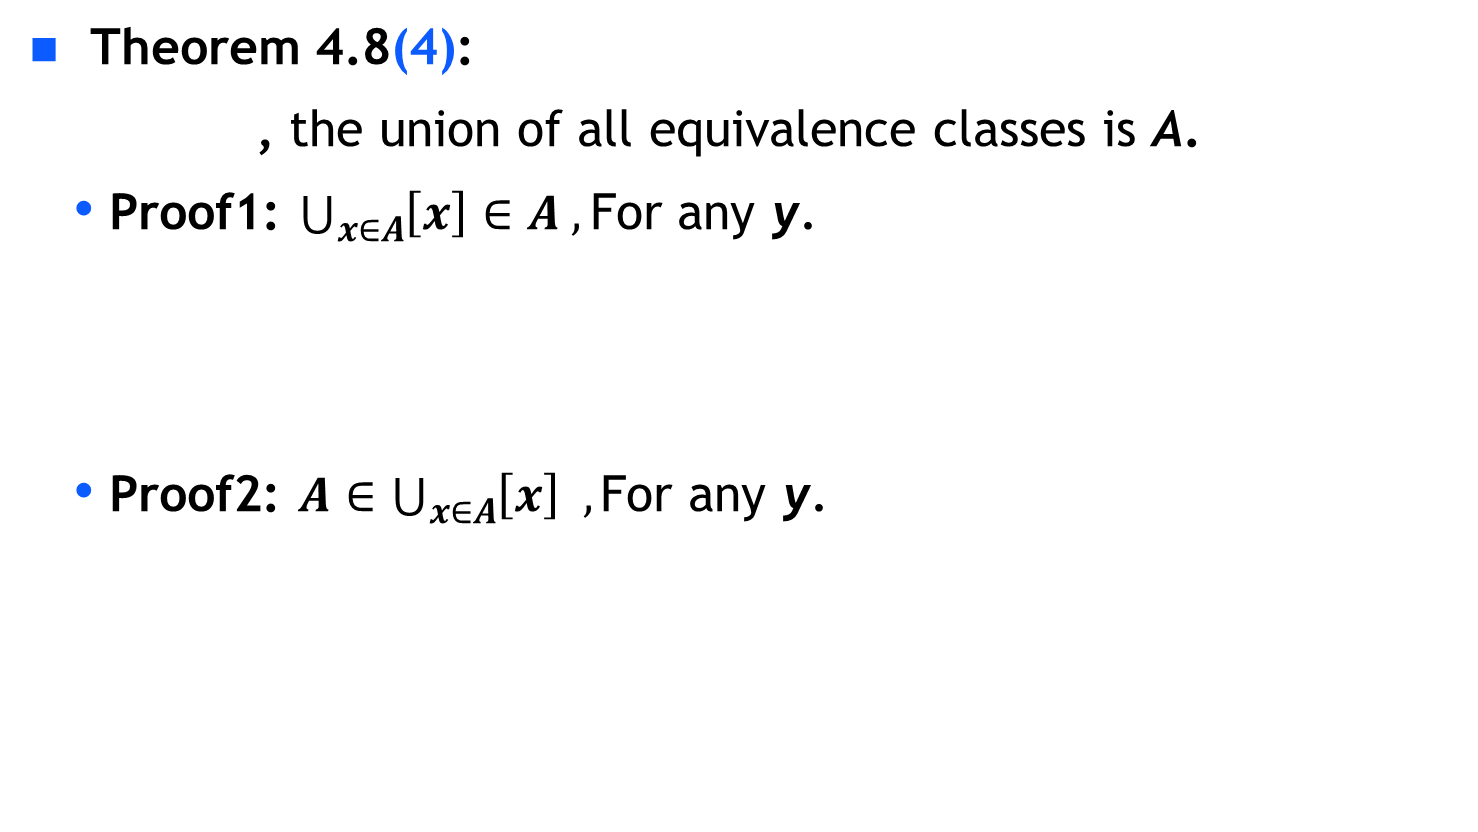 Theorem 4.8(4):
, the union of all equivalence classes is A.
• Proof1: ⋃x∈A[x] ∈ A , For any y.
• Proof2: A ∈ ⋃x∈A[x] , For any y.